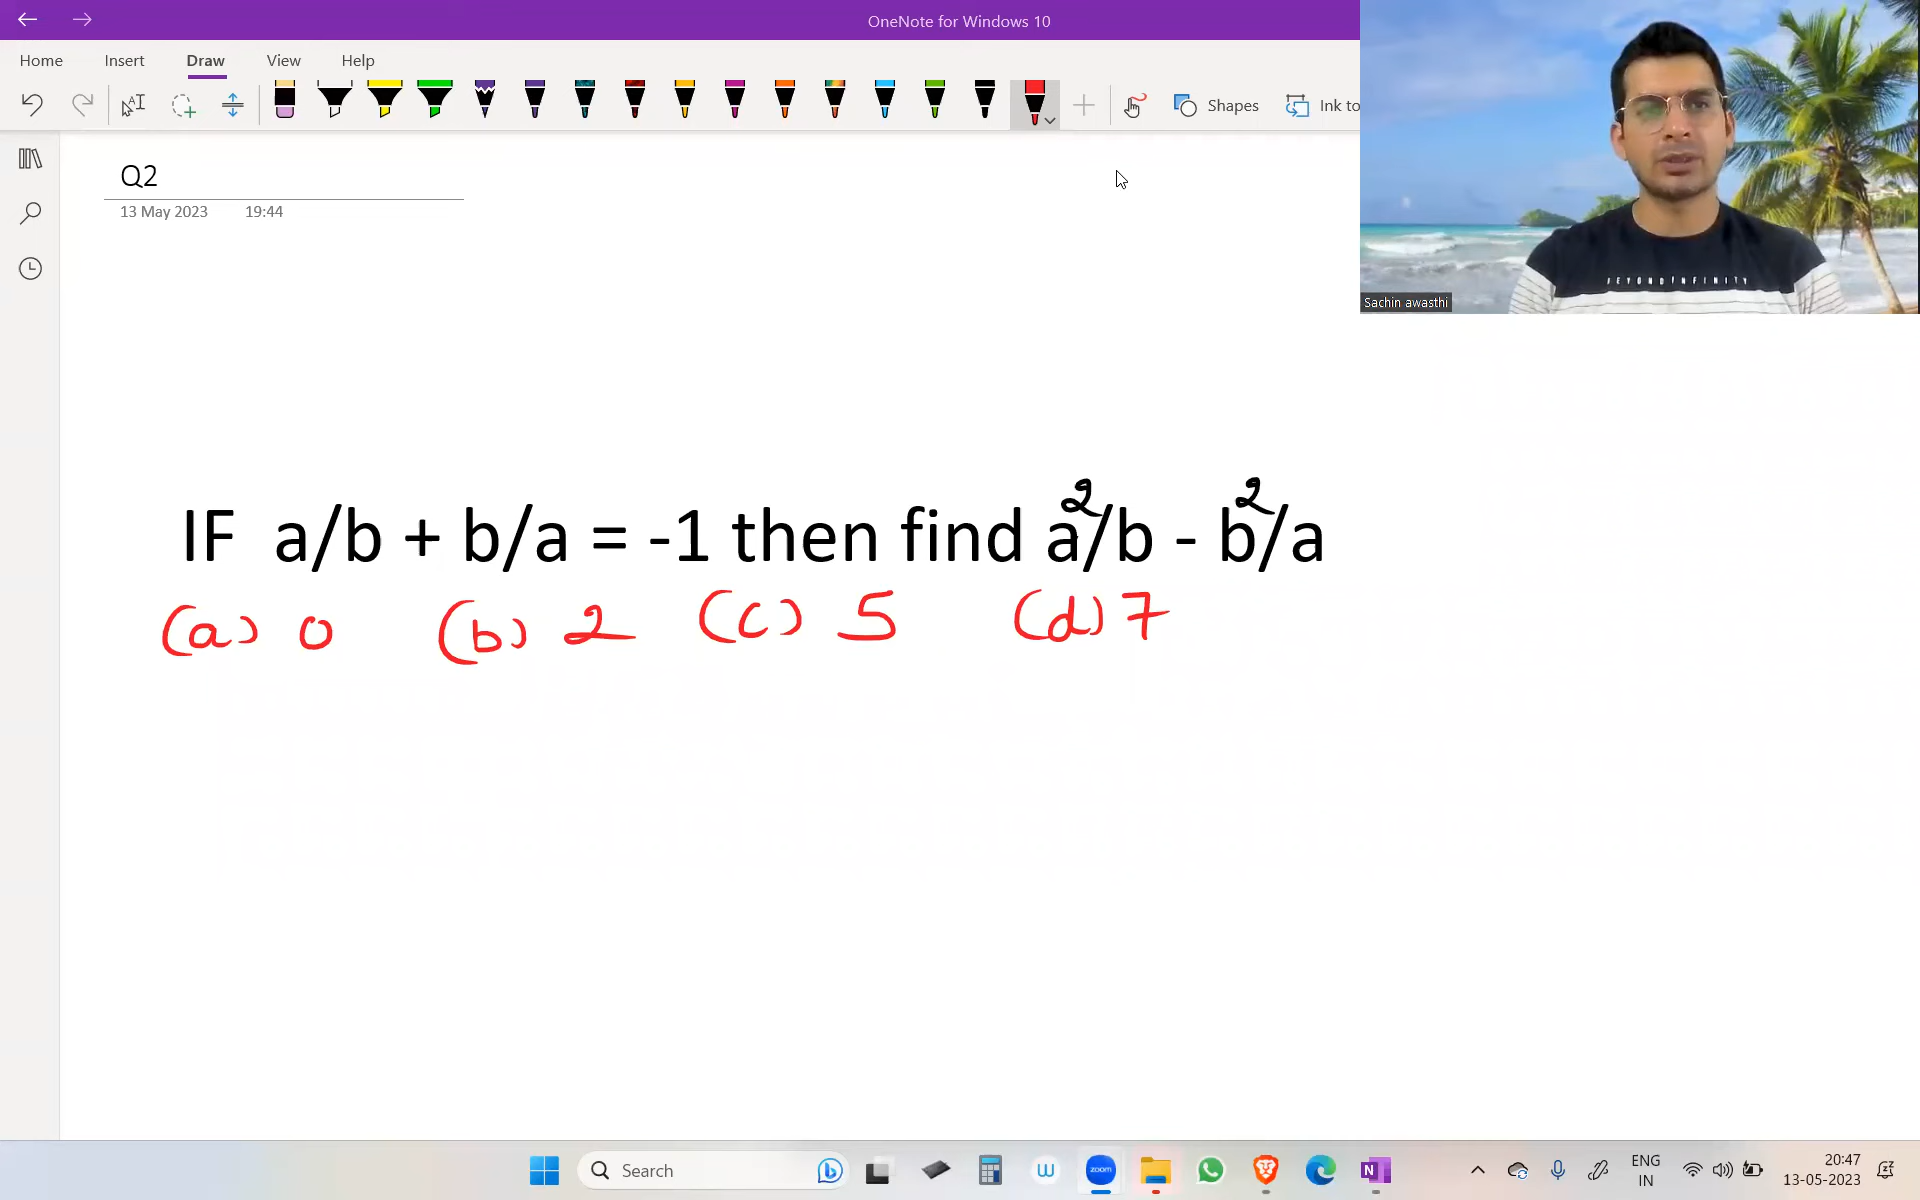 OneNote for Windows 10
Home Insert Draw View Help
Shapes Ink to
Q2
13 May 2023 19:44
BEYOND INFINITY
Sachin awasthi
IF a/b + b/a = -1 then find a²/b - b²/a
(a) 0 (b) 2 (c) 5 (d) 7
Search
ENG
IN
20:47
13-05-2023